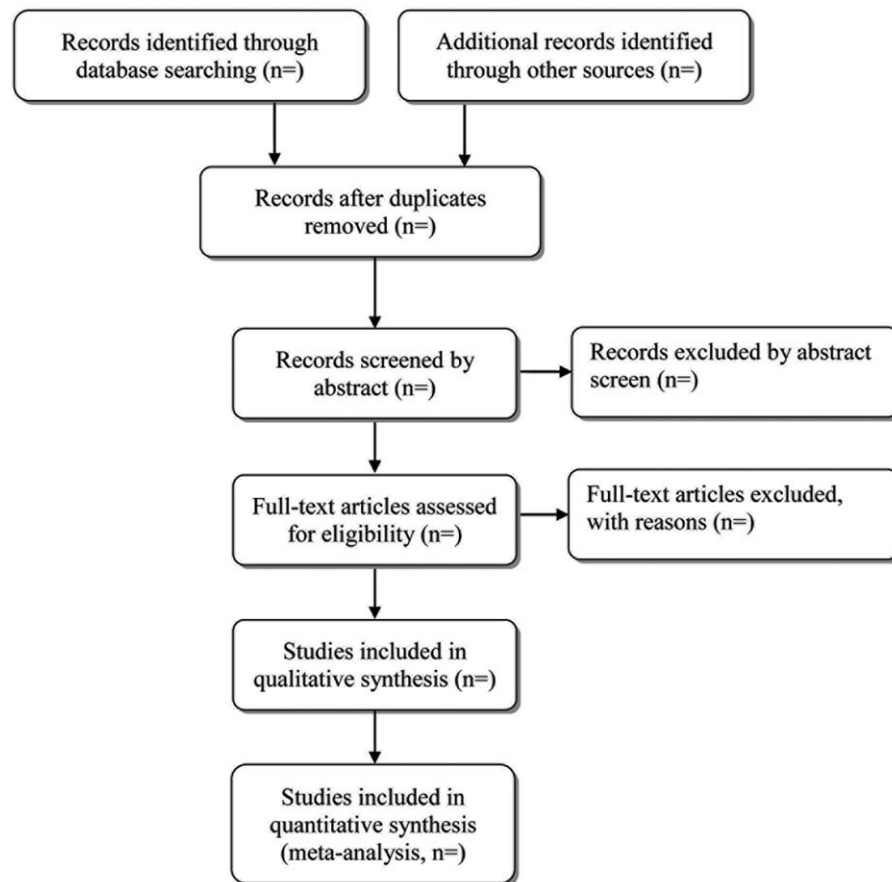 Records identified through
database searching (n=)
Additional records identified
through other sources (n=)
Records after duplicates
removed (n=)
Records screened by
abstract (n=)
Records excluded by abstract
screen (n=)
Full-text articles assessed
for eligibility (n=)
Full-text articles excluded,
with reasons (n=)
Studies included in
qualitative synthesis (n=)
Studies included in
quantitative synthesis
(meta-analysis, n=)